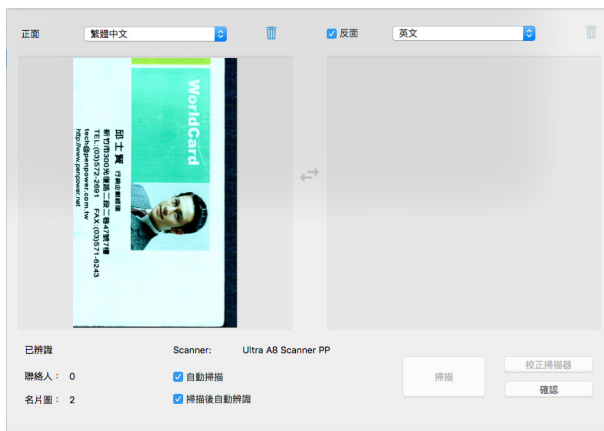 正面
繁體中文
反面
英文
WorldCard
邱士賢 行銷企劃經理
新竹市300光復路二段二巷47號7樓
TEL:(03)572-2691 FAX:(03)571-6243
tech@penpower.com.tw
http://www.penpower.net
已辨識
Scanner: Ultra A8 Scanner PP
聯絡人： 0
自動掃描
名片圖： 2
掃描後自動辨識
掃描
校正掃描器
確認